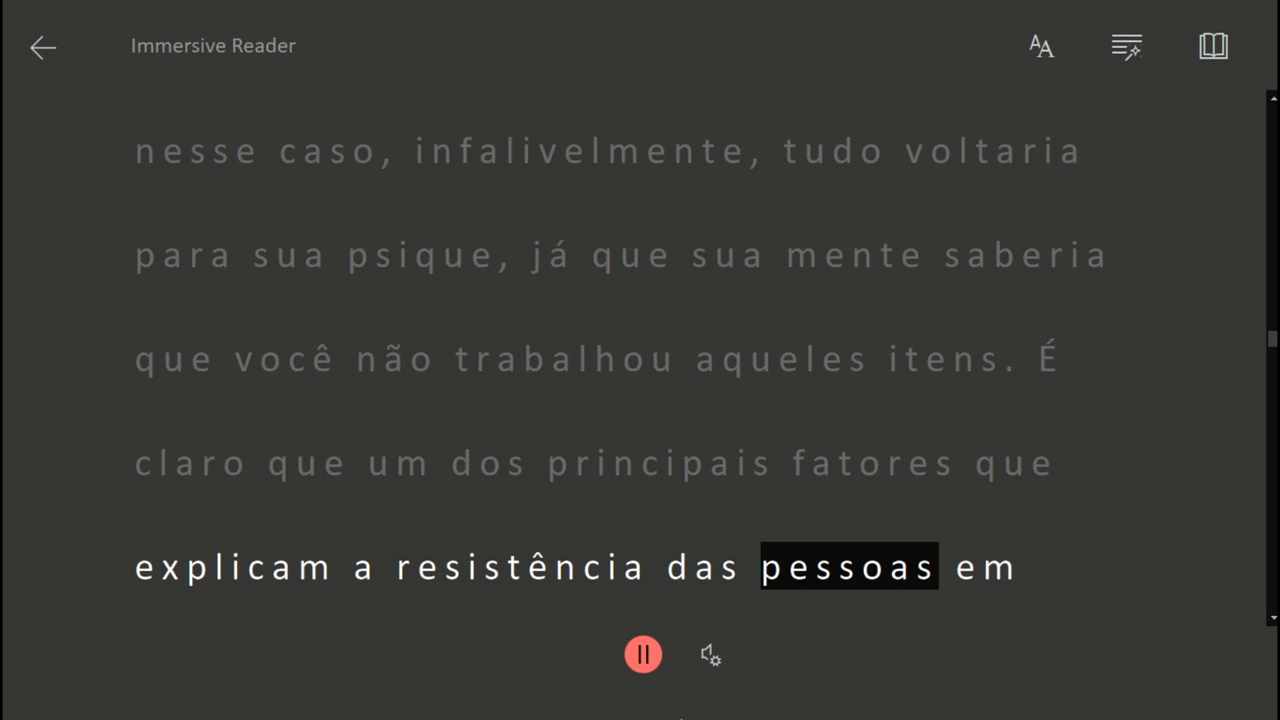 Immersive Reader
nesse caso, infalivelmente, tudo voltaria
para sua psique, já que sua mente saberia
que você não trabalhou aqueles itens. É
claro que um dos principais fatores que
explicam a resistência das pessoas em